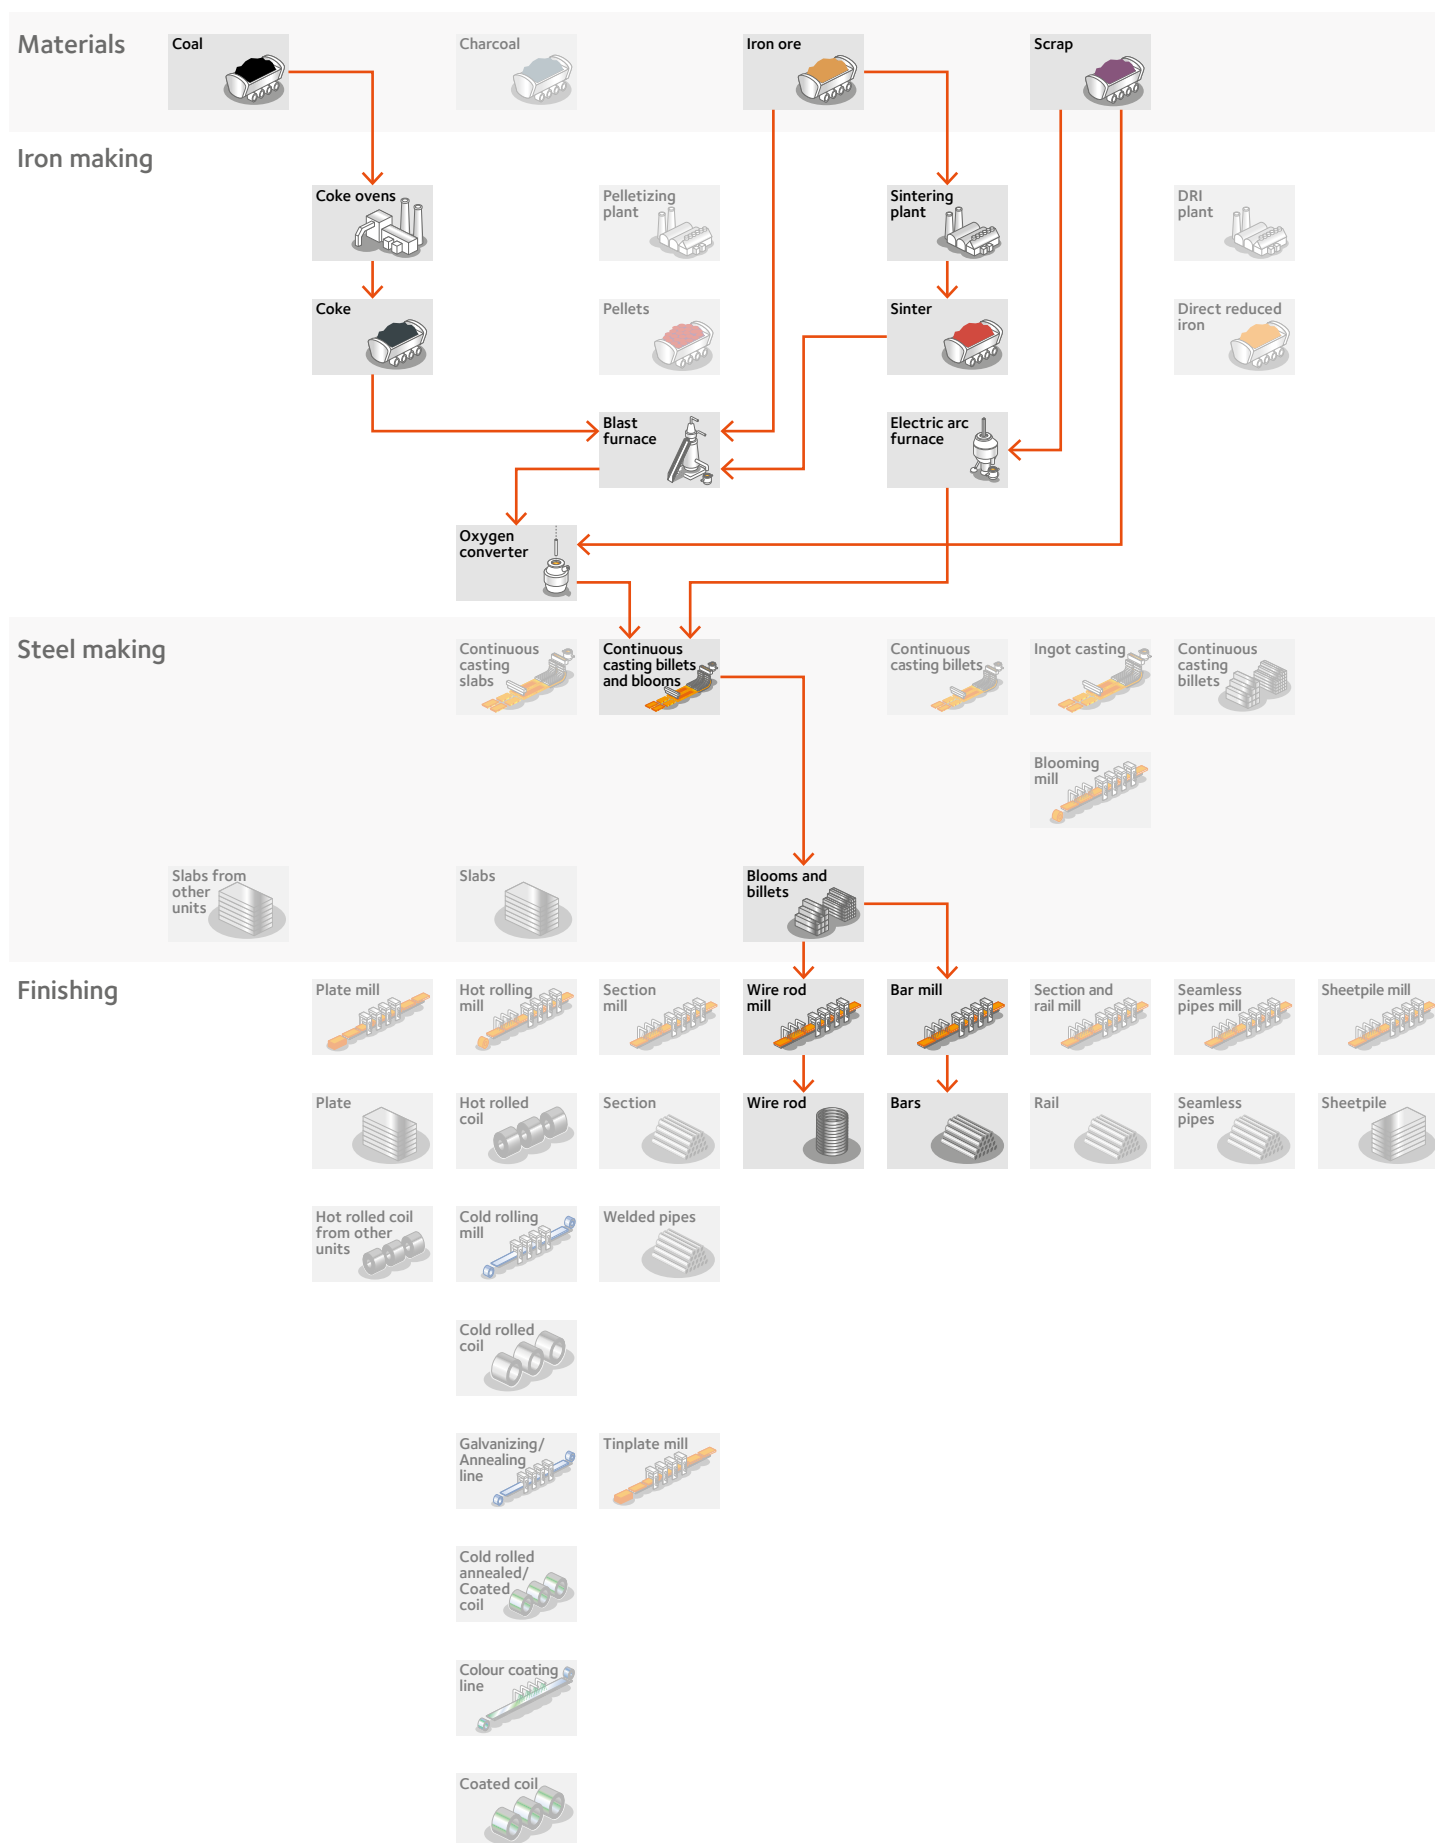 Materials
Coal
Charcoal
Iron ore
Scrap
Iron making
Coke ovens
Pelletizing
plant
Sintering
plant
DRI
plant
Coke
Pellets
Sinter
Direct reduced
iron
Blast
furnace
Electric arc
furnace
Oxygen
converter
Steel making
Continuous
casting
slabs
Continuous
casting billets
and blooms
Continuous
casting billets
Ingot casting
Continuous
casting
billets
Blooming
mill
Slabs from
other
units
Slabs
Blooms and
billets
Finishing
Plate mill
Hot rolling
mill
Section
mill
Wire rod
mill
Bar mill
Section and
rail mill
Seamless
pipes mill
Sheetpile mill
Plate
Hot rolled
coil
Section
Wire rod
Bars
Rail
Seamless
pipes
Sheetpile
Hot rolled coil
from other
units
Cold rolling
mill
Welded pipes
Cold rolled
coil
Galvanizing/
Annealing
line
Tinplate mill
Cold rolled
annealed/
Coated
coil
Colour coating
line
Coated coil